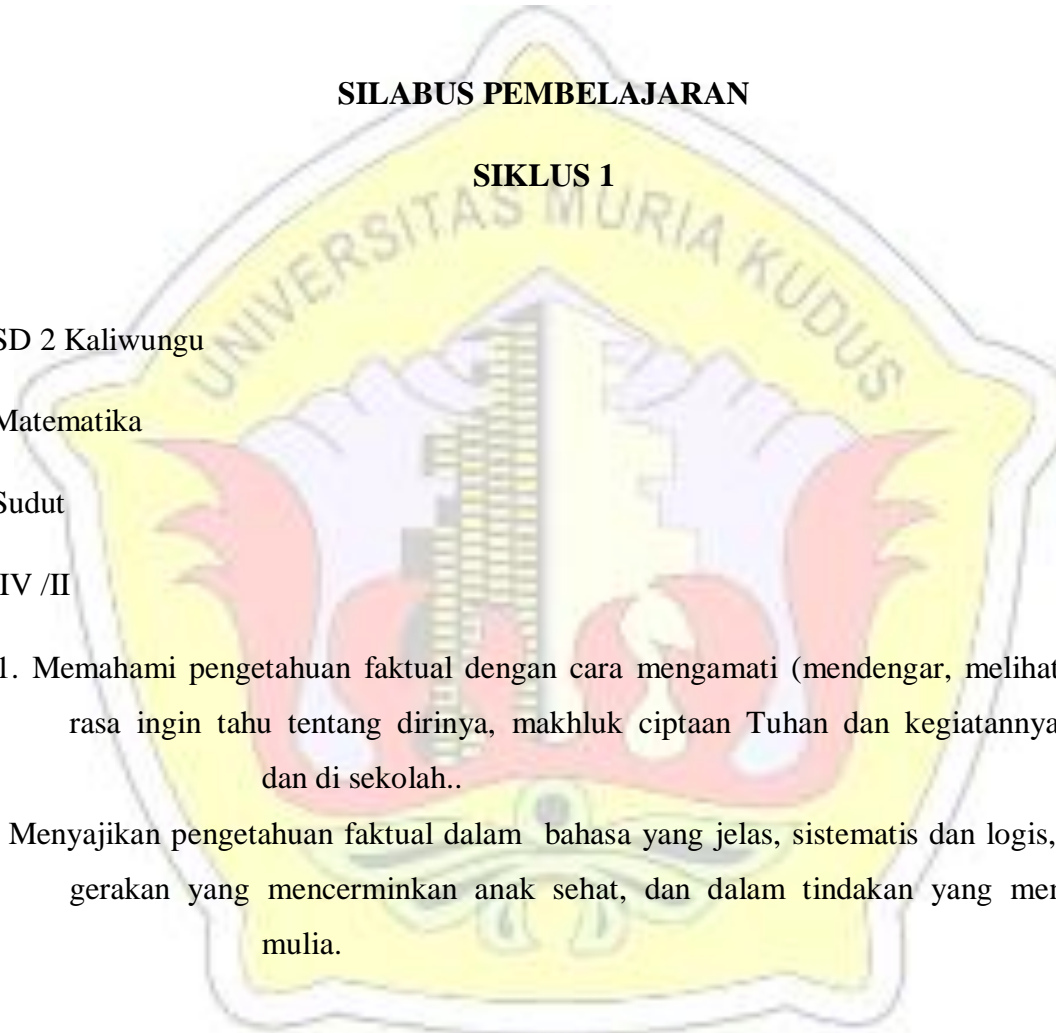 SILABUS PEMBELAJARAN
SIKLUS 1
UNIVERSITAS MURIA KUDUS
SD 2 Kaliwungu
Matematika
Sudut
IV /II
1. Memahami pengetahuan faktual dengan cara mengamati (mendengar, melihat
rasa ingin tahu tentang dirinya, makhluk ciptaan Tuhan dan kegiatannya
dan di sekolah..
Menyajikan pengetahuan faktual dalam bahasa yang jelas, sistematis dan logis,
gerakan yang mencerminkan anak sehat, dan dalam tindakan yang mer
mulia.